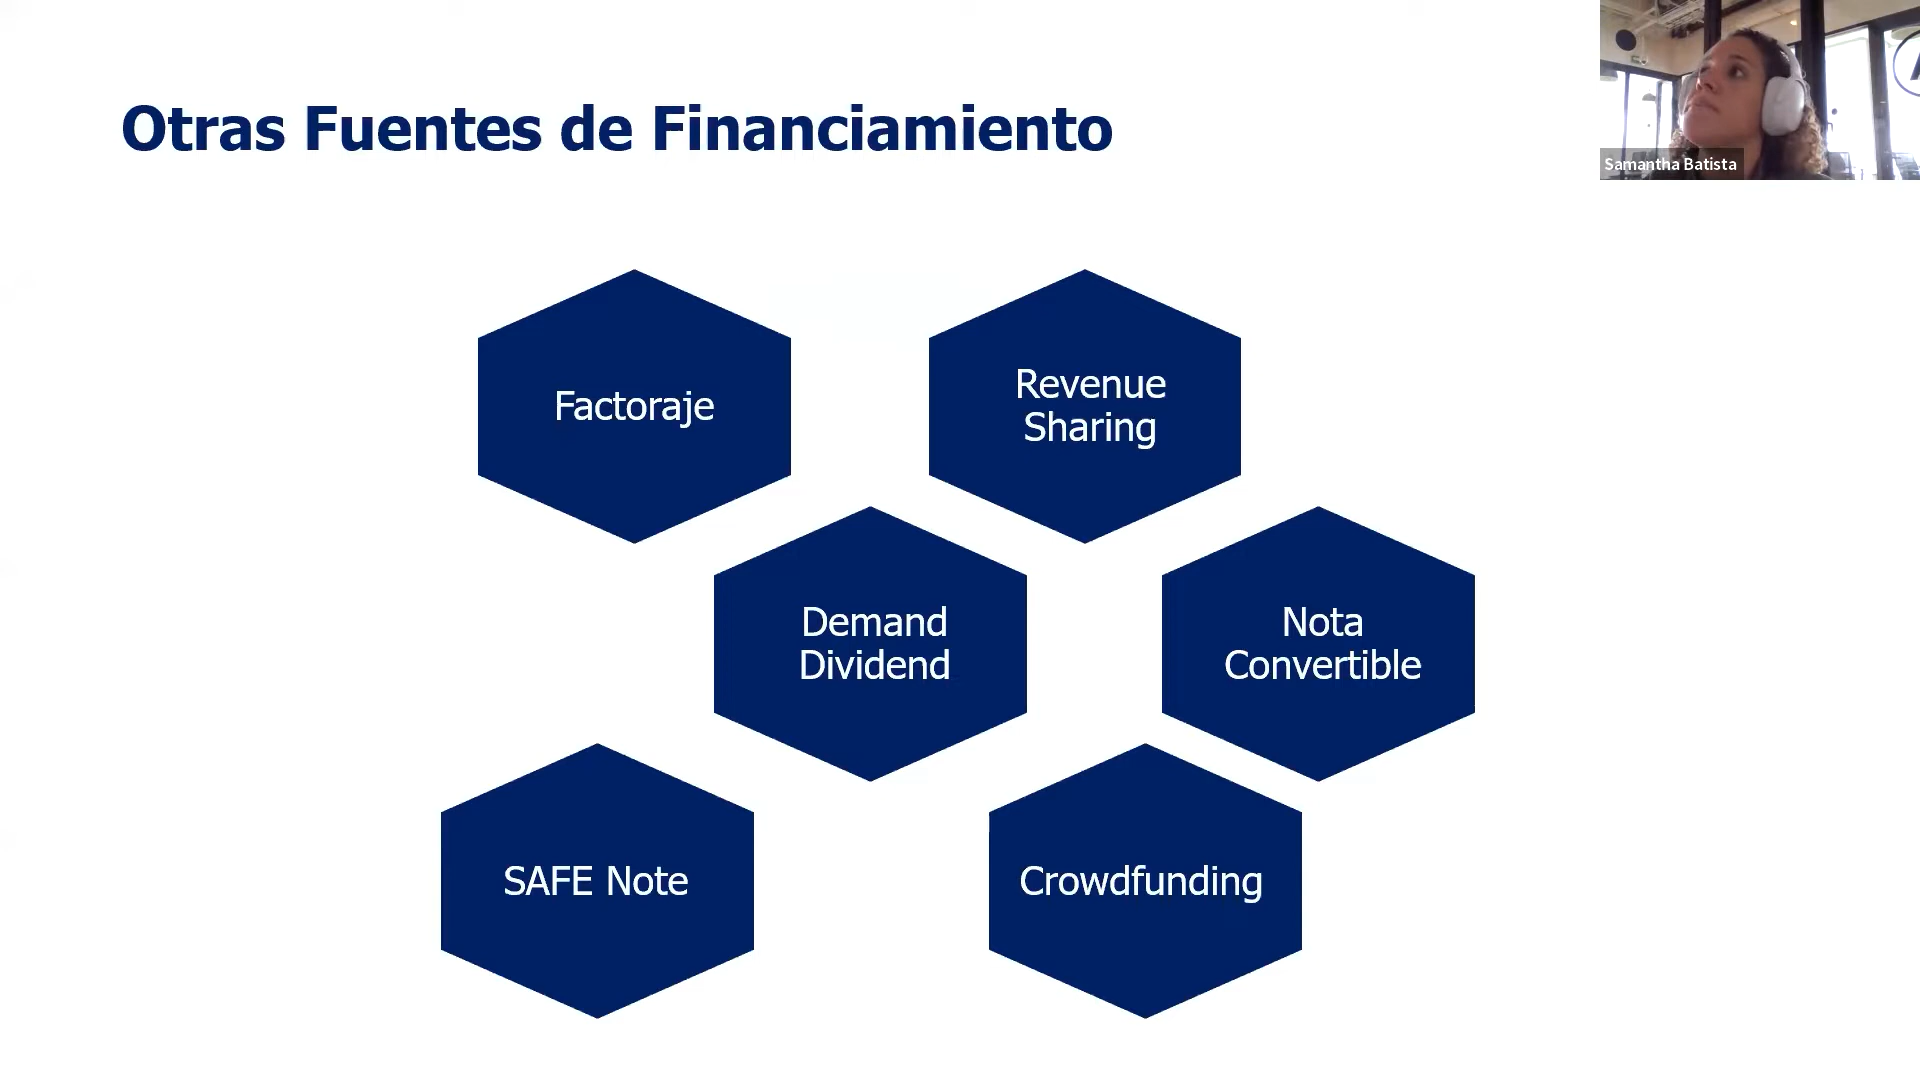 Otras Fuentes de Financiamiento
Samantha Batista
Factoraje
Revenue
Sharing
Demand
Dividend
Nota
Convertible
SAFE Note
Crowdfunding